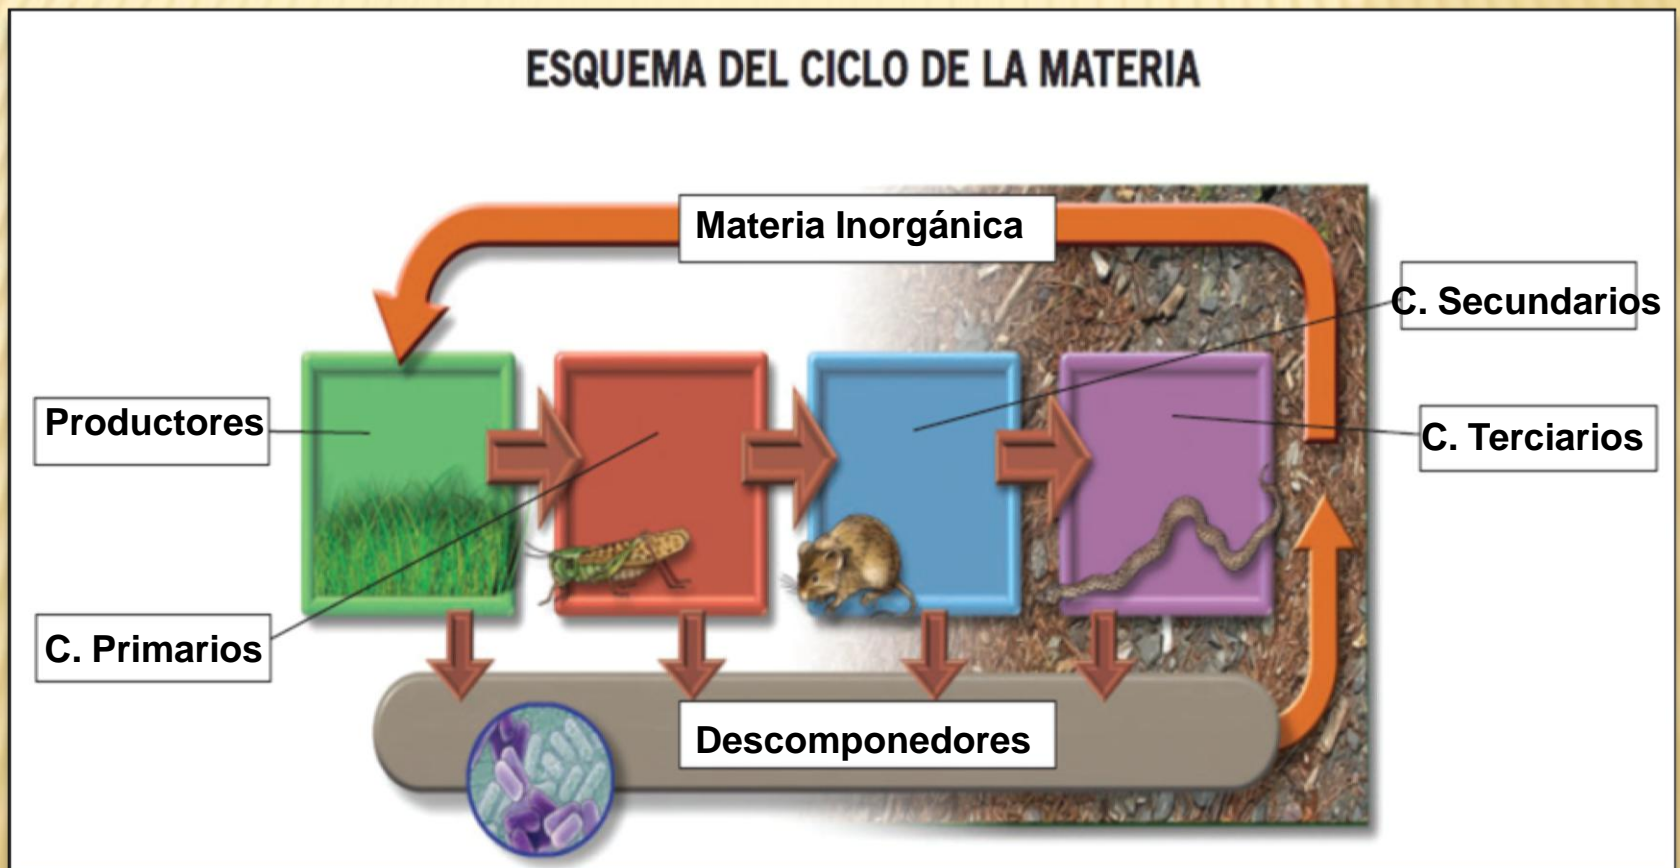 ESQUEMA DEL CICLO DE LA MATERIA
Materia Inorgánica
C. Secundarios
Productores
C. Terciarios
C. Primarios
Descomponedores